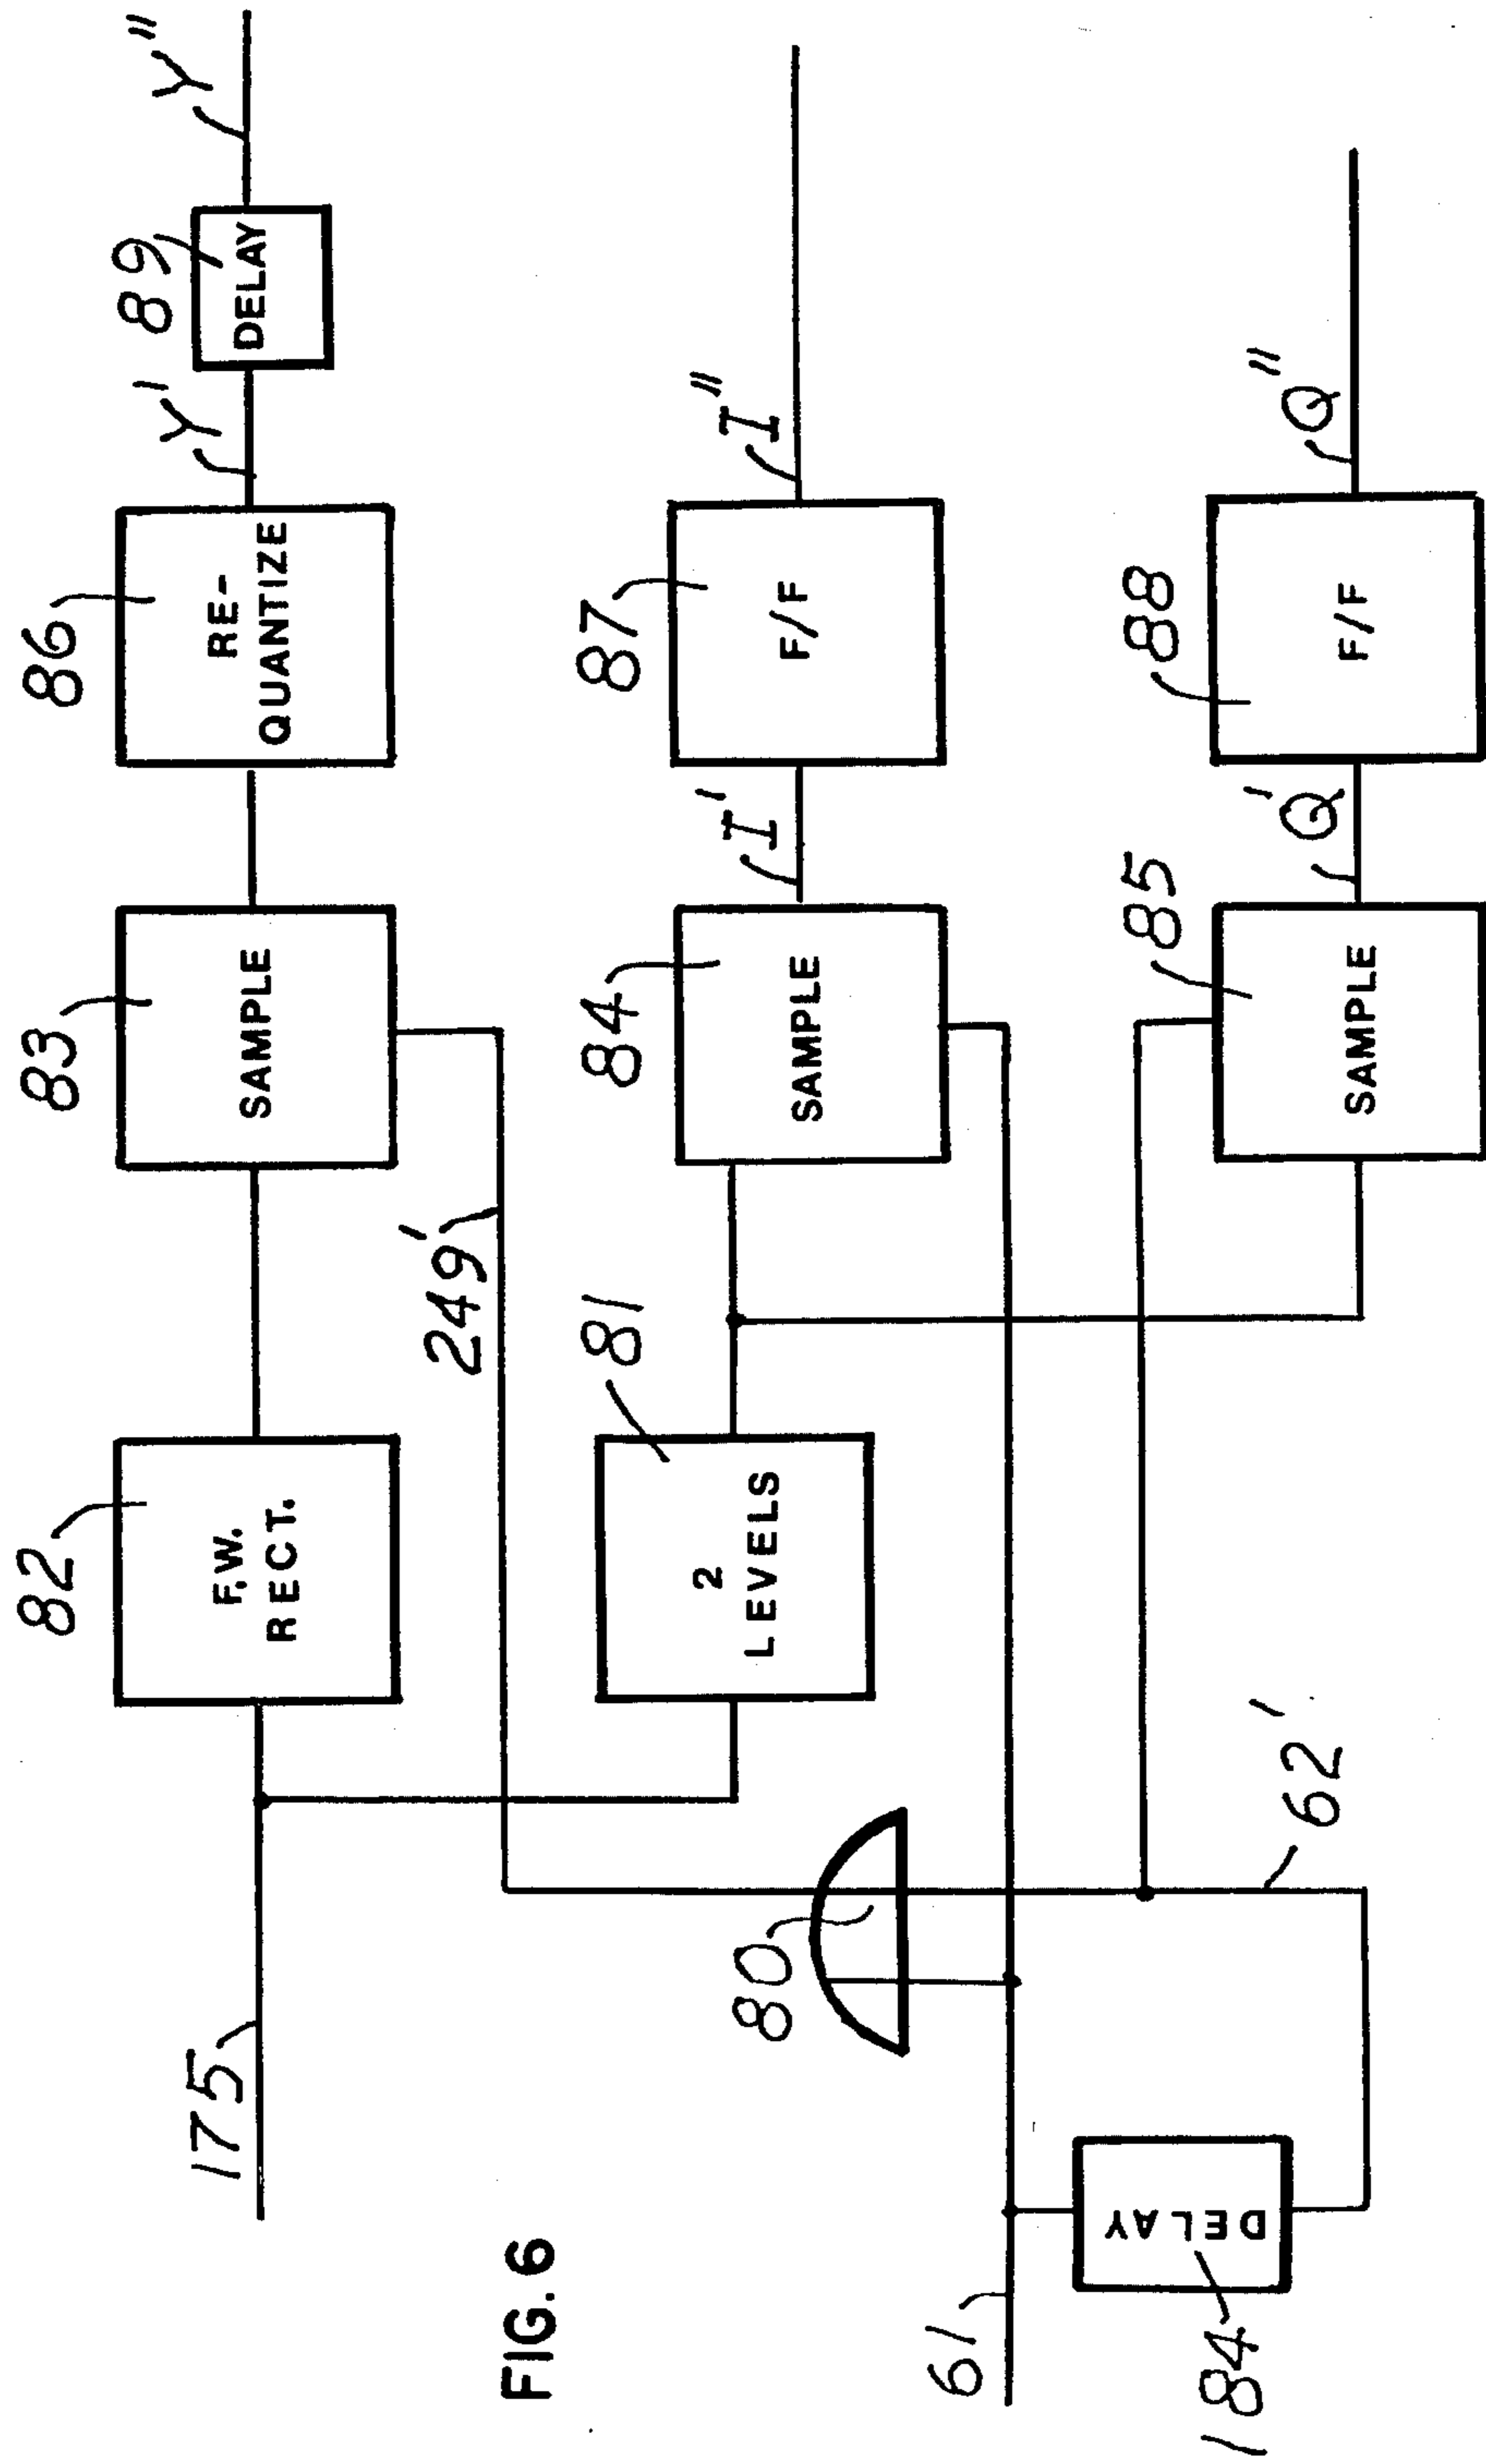 FIG. 6
175
82
F.W.
RECT.
83
SAMPLE
86
RE-
QUANTIZE
Y'
89
DELAY
Y"
249'
81
2
LEVELS
84
SAMPLE
I'
87
F/F
I"
80
61
184
DELAY
62'
85
SAMPLE
Q'
88
F/F
Q"